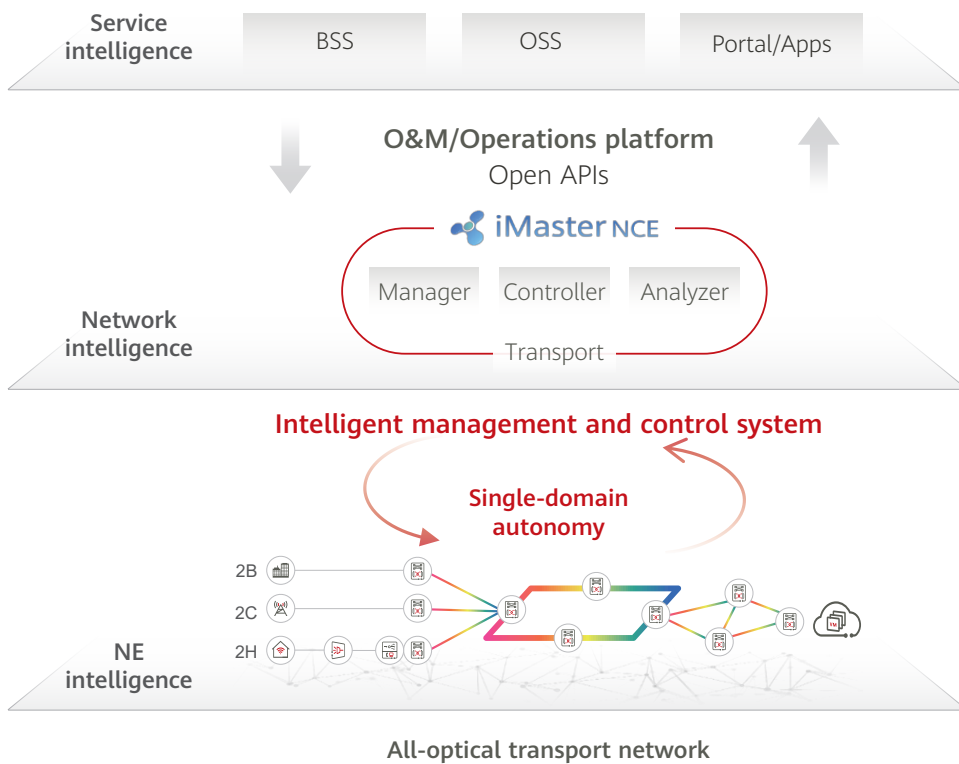 Service
intelligence
BSS
OSS
Portal/Apps
O&M/Operations platform
Open APIs
iMaster NCE
Manager
Controller
Analyzer
Network
intelligence
Transport
Intelligent management and control system
Single-domain
autonomy
2B
2C
2H
NE
intelligence
All-optical transport network